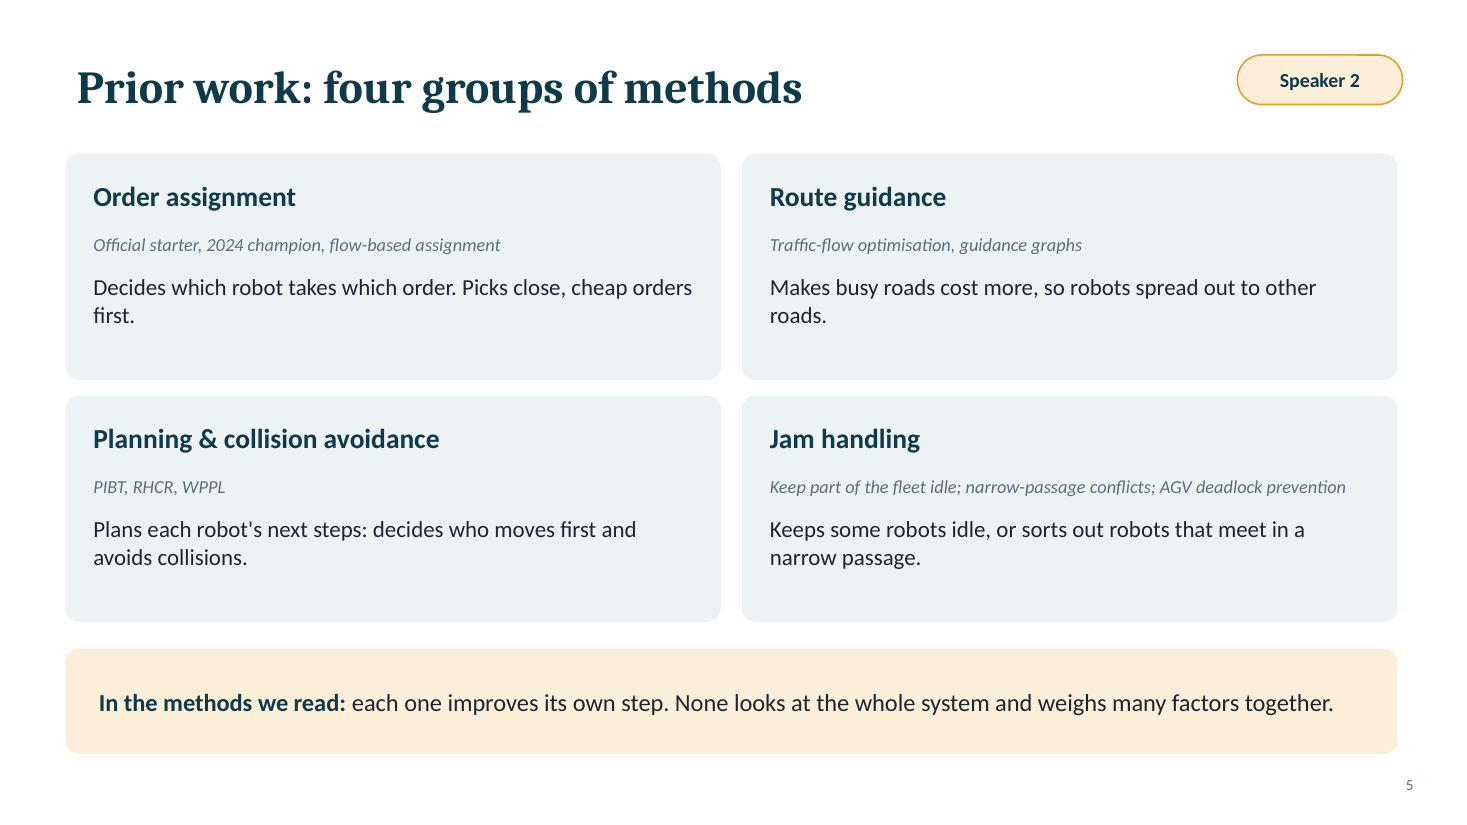 Prior work: four groups of methods
Speaker 2
Order assignment
Official starter, 2024 champion, flow-based assignment
Decides which robot takes which order. Picks close, cheap orders
first.
Route guidance
Traffic-flow optimisation, guidance graphs
Makes busy roads cost more, so robots spread out to other
roads.
Planning & collision avoidance
PIBT, RHCR, WPPL
Plans each robot's next steps: decides who moves first and
avoids collisions.
Jam handling
Keep part of the fleet idle; narrow-passage conflicts; AGV deadlock prevention
Keeps some robots idle, or sorts out robots that meet in a
narrow passage.
In the methods we read: each one improves its own step. None looks at the whole system and weighs many factors together.
5